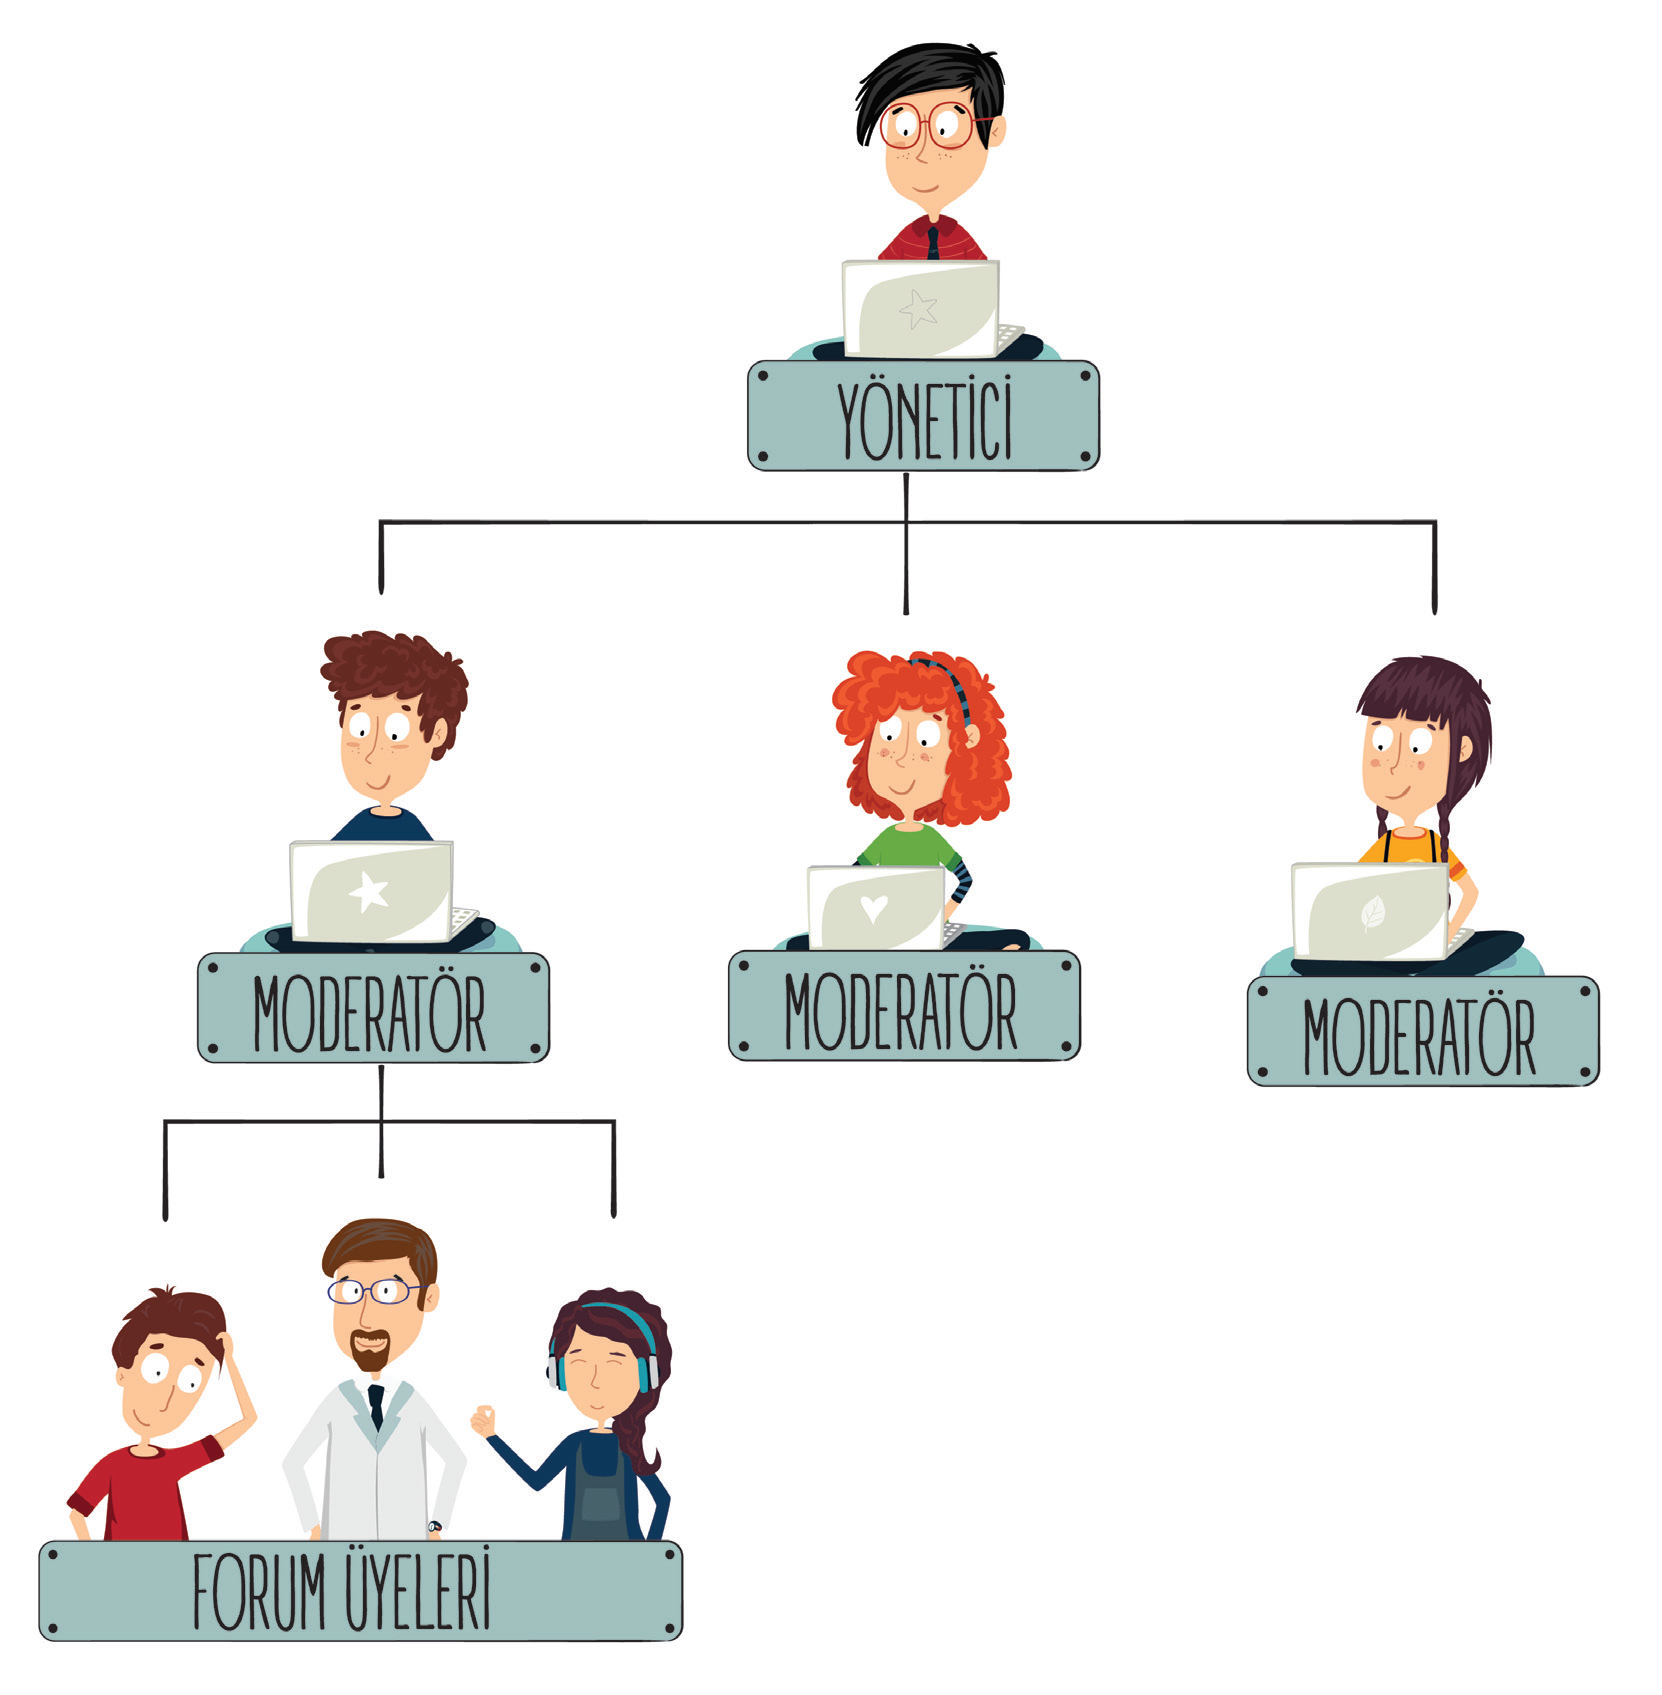 YÖNETİCİ
MODERATÖR
MODERATÖR
MODERATÖR
FORUM ÜYELERİ